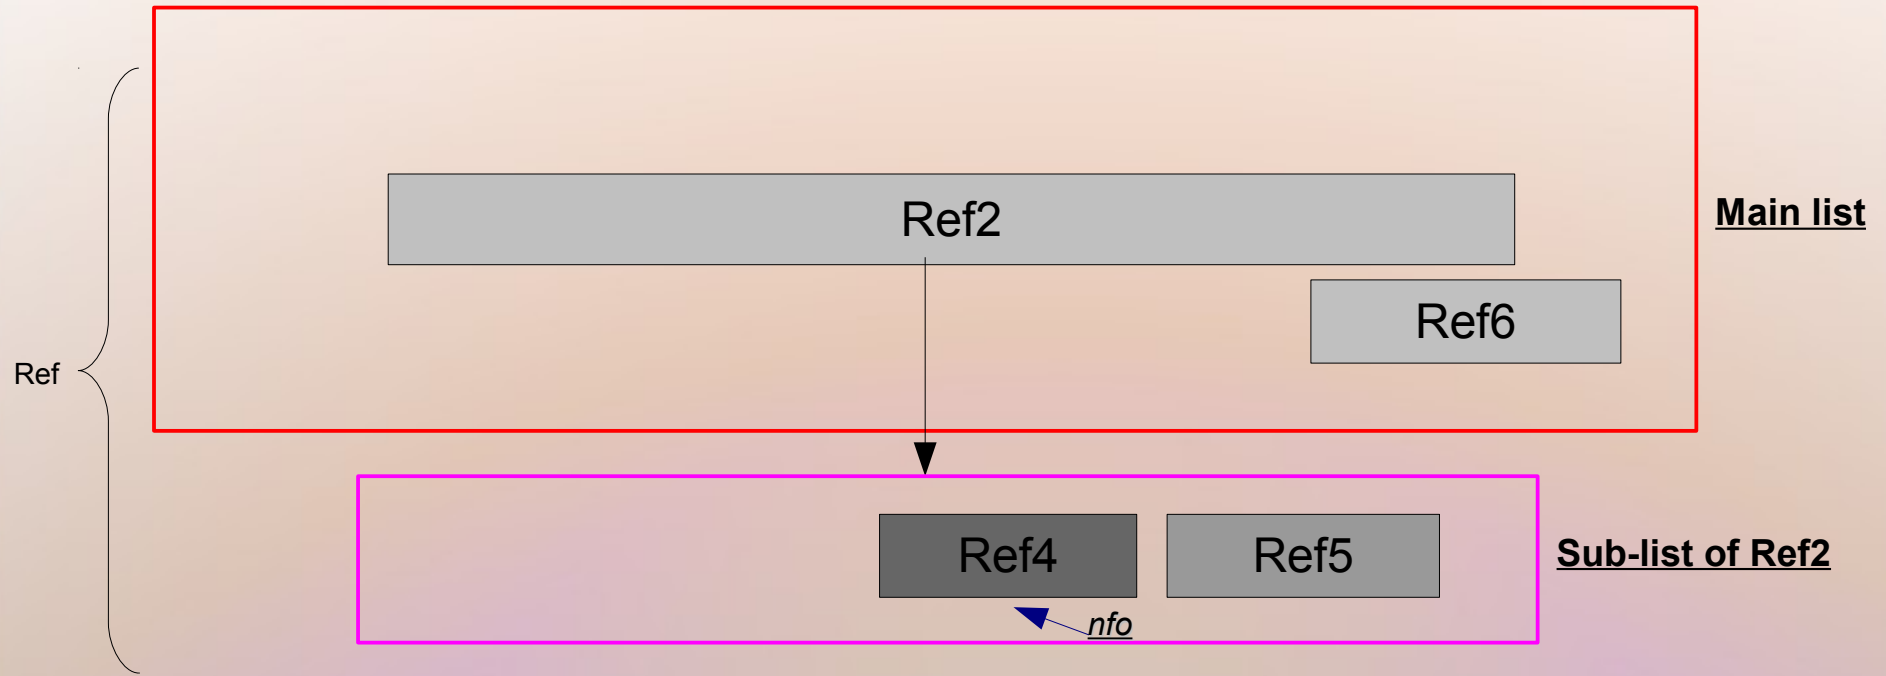 Ref2
Main list
Ref6
Ref
Ref4
Ref5
Sub-list of Ref2
nfo